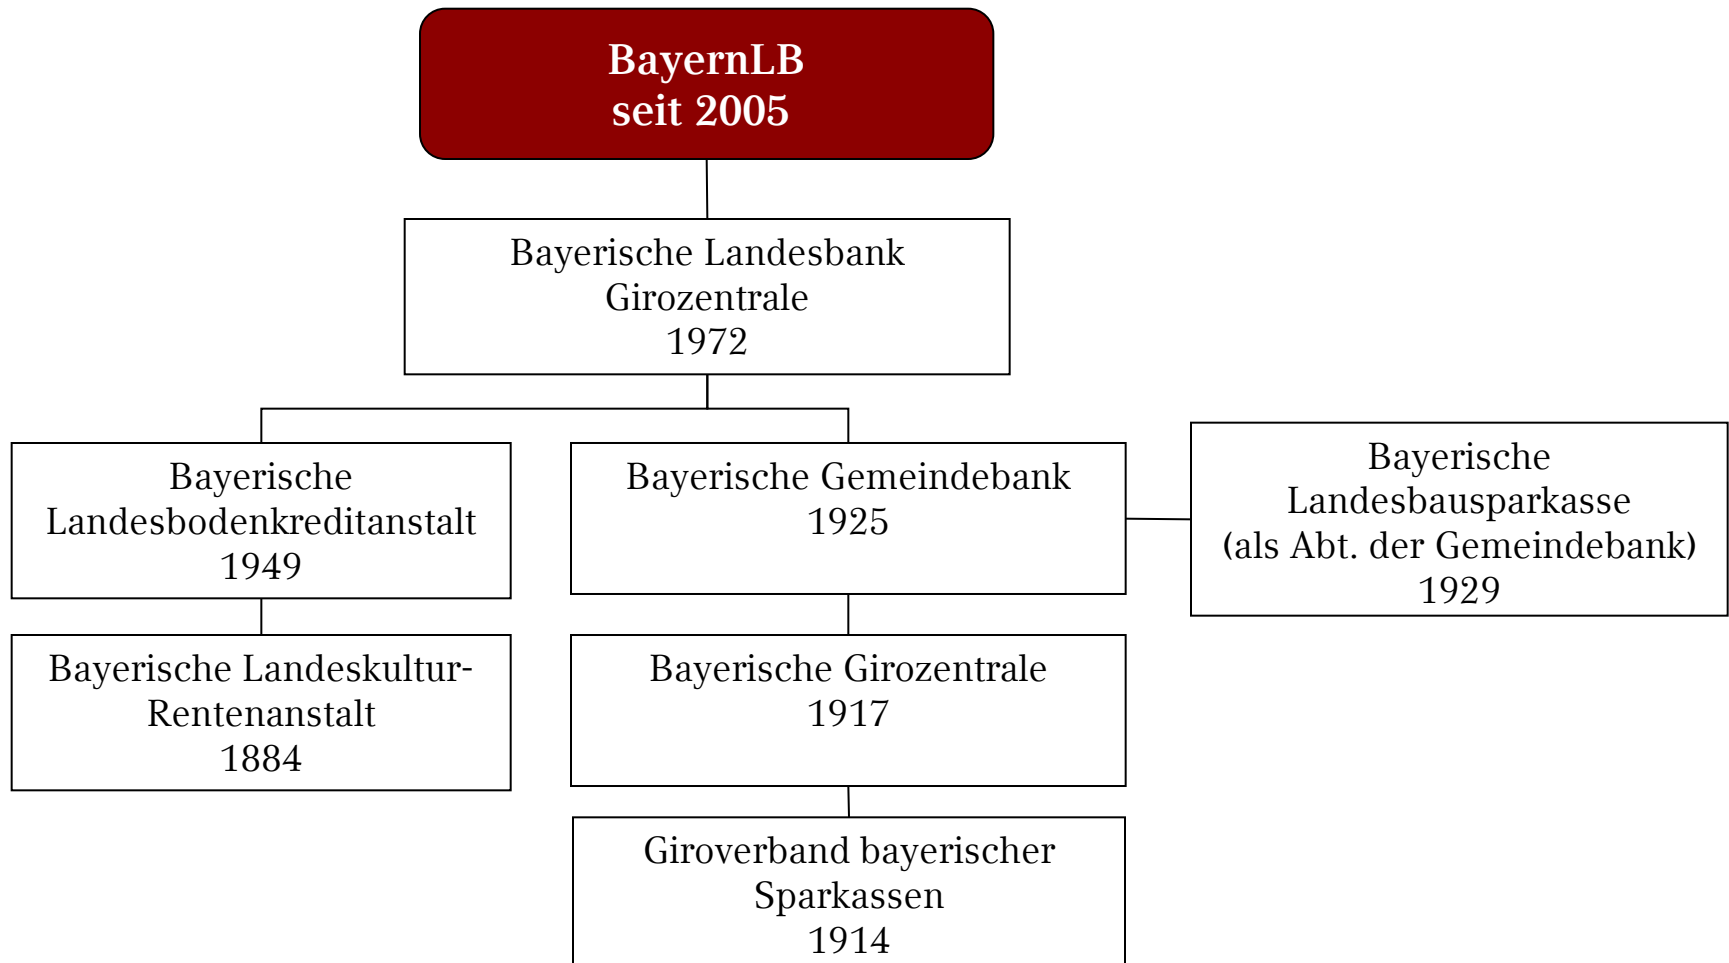 BayernLB
seit 2005
Bayerische Landesbank
Girozentrale
1972
Bayerische
Landesbodenkreditanstalt
1949
Bayerische Gemeindebank
1925
Bayerische
Landesbausparkasse
(als Abt. der Gemeindebank)
1929
Bayerische Landeskultur-
Rentenanstalt
1884
Bayerische Girozentrale
1917
Giroverband bayerischer
Sparkassen
1914